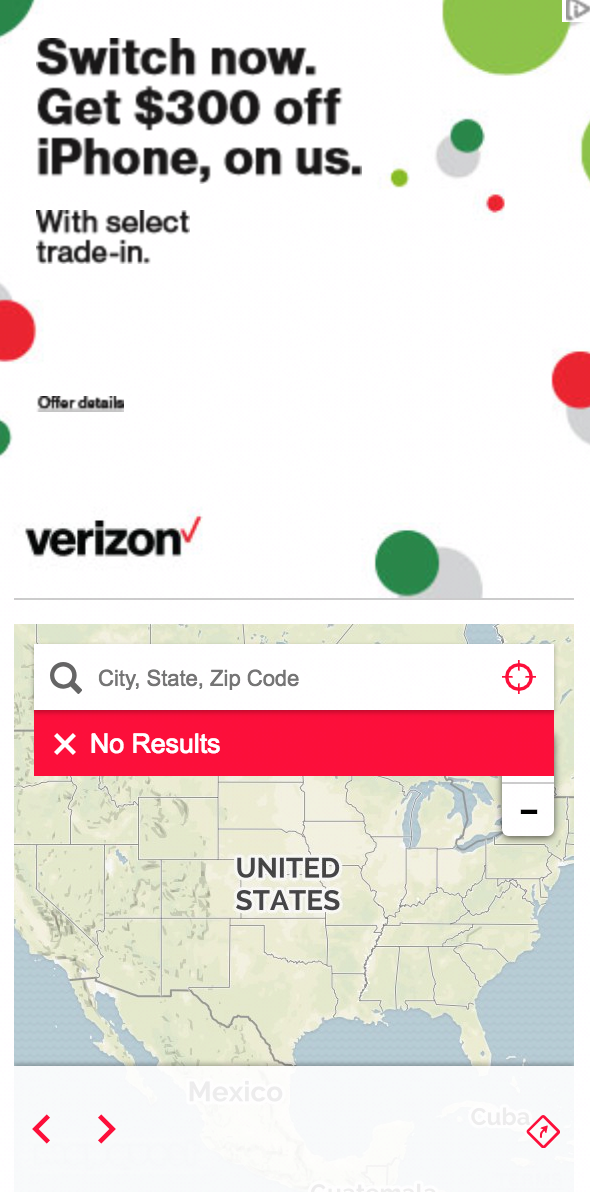 Switch now.
Get $300 off
iPhone, on us.
With select
trade-in.
Offer details
verizon
City, State, Zip Code
No Results
UNITED
STATES
Mexico
Cuba
Guatemala